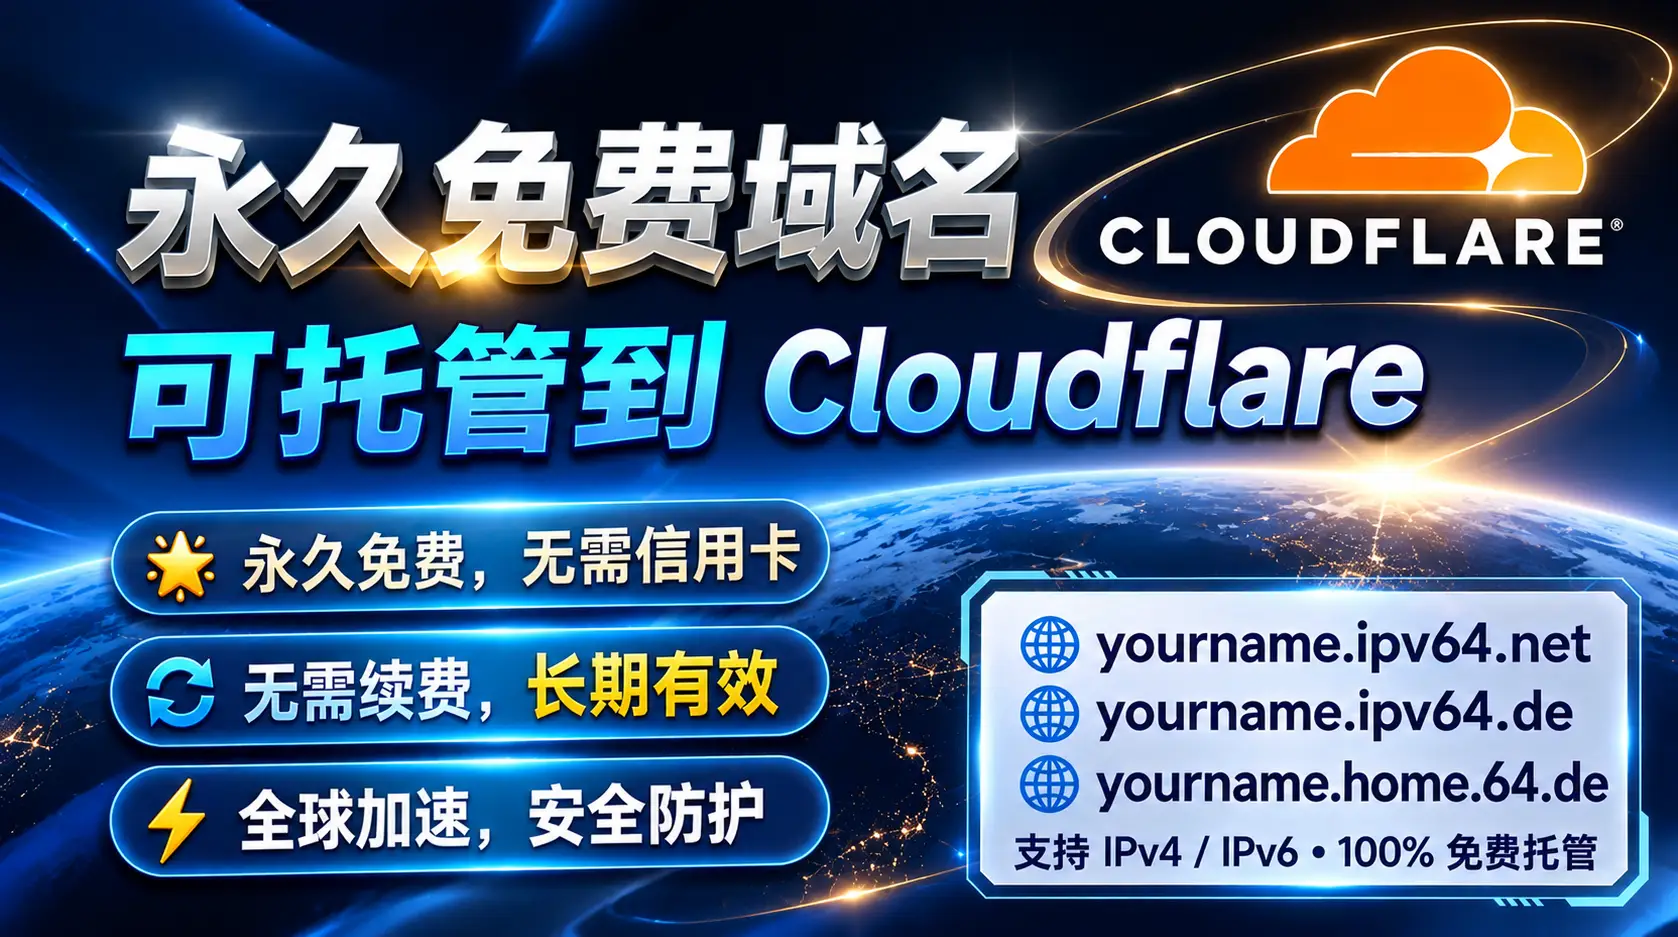 永久免费域名
CLOUDFLARE®
可托管到 Cloudflare
永久免费，无需信用卡
无需续费，长期有效
全球加速，安全防护
yourname.ipv64.net
yourname.ipv64.de
yourname.home.64.de
支持 IPv4 / IPv6 • 100% 免费托管